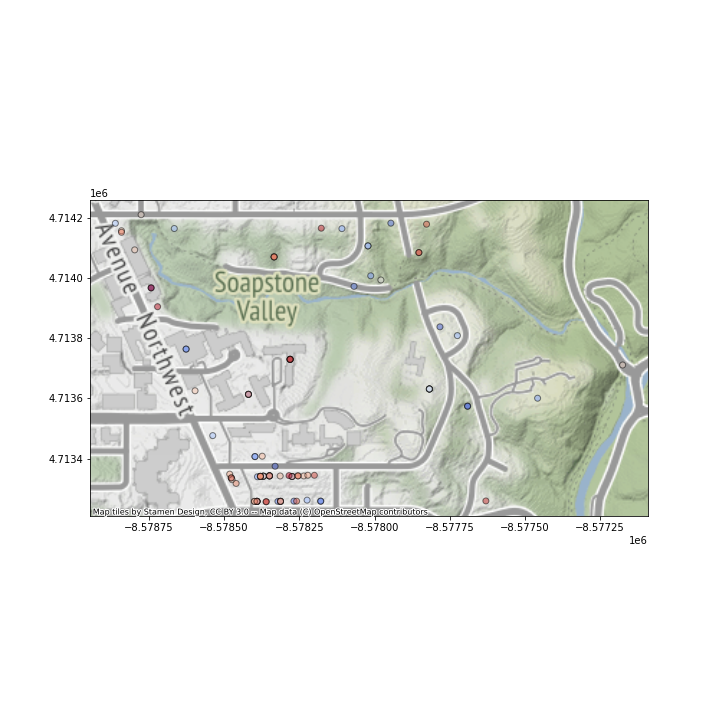 1e6
4.7142
4.7140
4.7138
4.7136
4.7134
Avenue Northwest
Soapstone
Valley
Map tiles by Stamen Design, CC BY 3.0 -- Map data (C) OpenStreetMap contributors
−8.57875 −8.57850 −8.57825 −8.57800 −8.57775 −8.57750 −8.57725
1e6